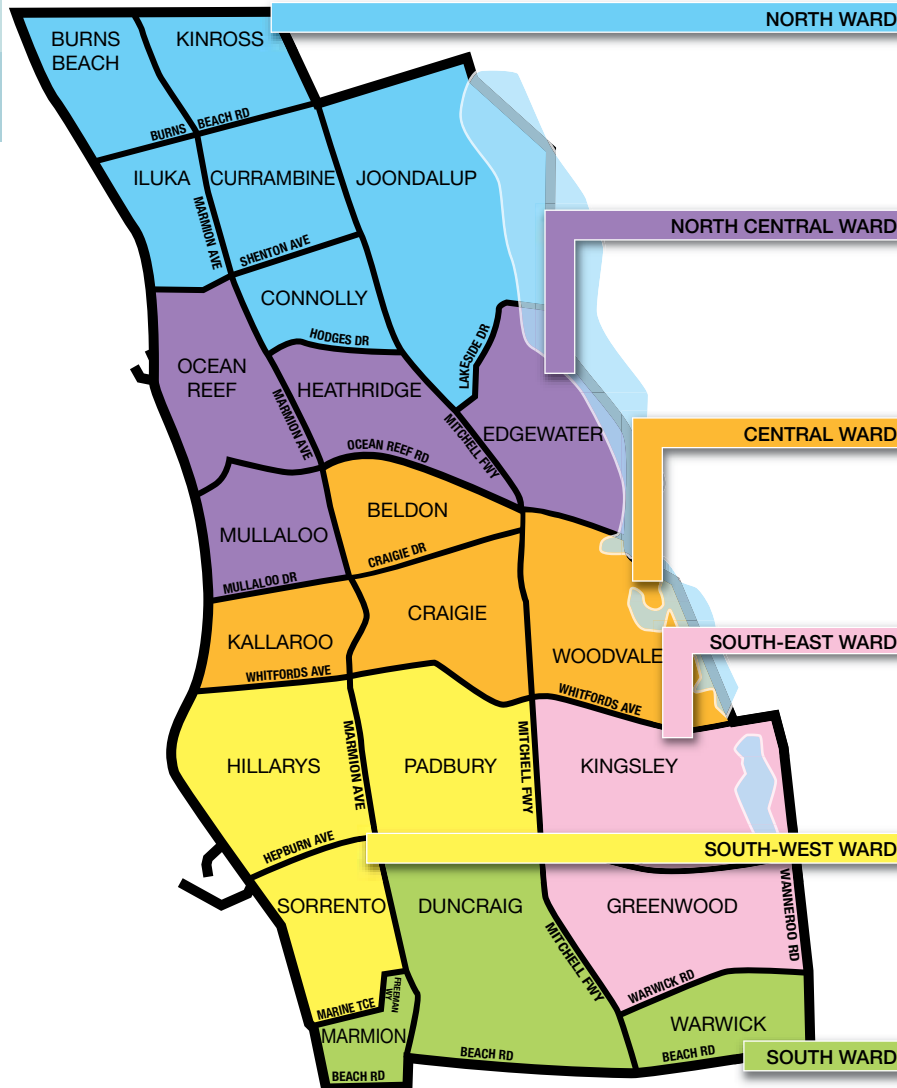 NORTH WARD
BURNS
BEACH
KINROSS
BURNS
BEACH RD
ILUKA
CURRAMBINE
JOONDALUP
MARMION AVE
SHENTON AVE
NORTH CENTRAL WARD
CONNOLLY
HODGES DR
LAKESIDE DR
OCEAN
REEF
HEATHRIDGE
MARMION AVE
MITCHELL FWY
EDGEWATER
CENTRAL WARD
OCEAN REEF RD
BELDON
MULLALOO
CRAIGIE DR
MULLALOO DR
CRAIGIE
KALLAROO
WOODVALE
SOUTH-EAST WARD
WHITFORDS AVE
WHITFORDS AVE
HILLARYS
MARMION AVE
PADBURY
MITCHELL FWY
KINGSLEY
HEPBURN AVE
SOUTH-WEST WARD
SORRENTO
DUNCRAIG
GREENWOOD
WANNEROO RD
MITCHELL FWY
WARWICK RD
FREEMAN
WY
MARINE TCE
MARMION
WARWICK
BEACH RD
BEACH RD
BEACH RD
SOUTH WARD